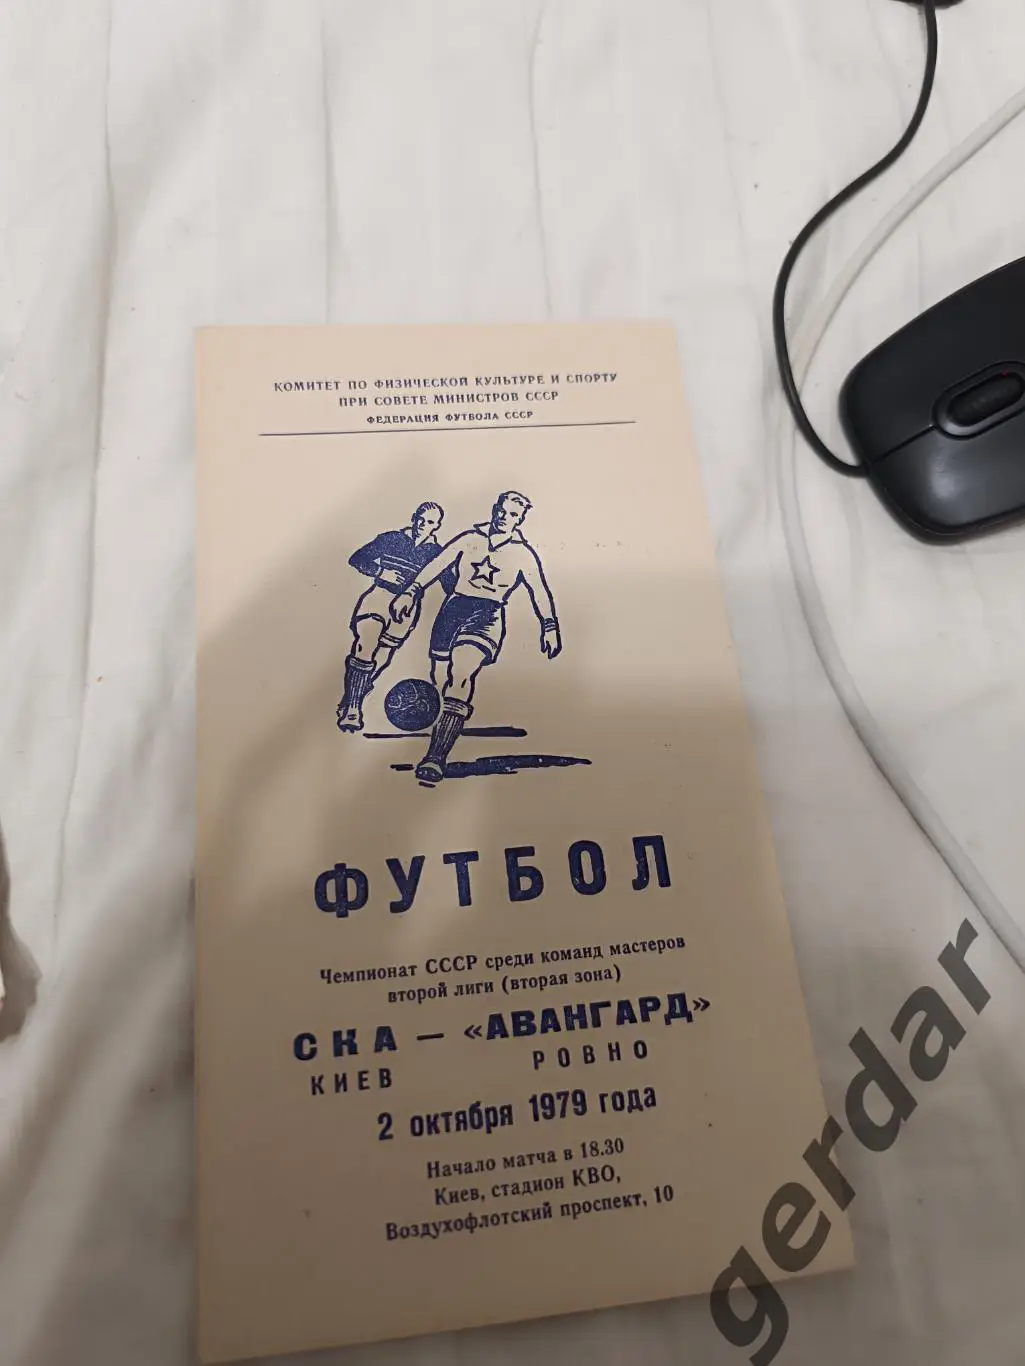 КОМИТЕТ ПО ФИЗИЧЕСКОЙ КУЛЬТУРЕ И СПОРТУ
ПРИ СОВЕТЕ МИНИСТРОВ СССР
ФЕДЕРАЦИЯ ФУТБОЛА СССР
ФУТБОЛ
Чемпионат СССР среди команд мастеров
второй лиги (вторая зона)
СКА – «АВАНГАРД»
КИЕВ РОВНО
2 октября 1979 года
Начало матча в 18.30
Киев, стадион КВО,
Воздухофлотский проспект, 10
gerdar